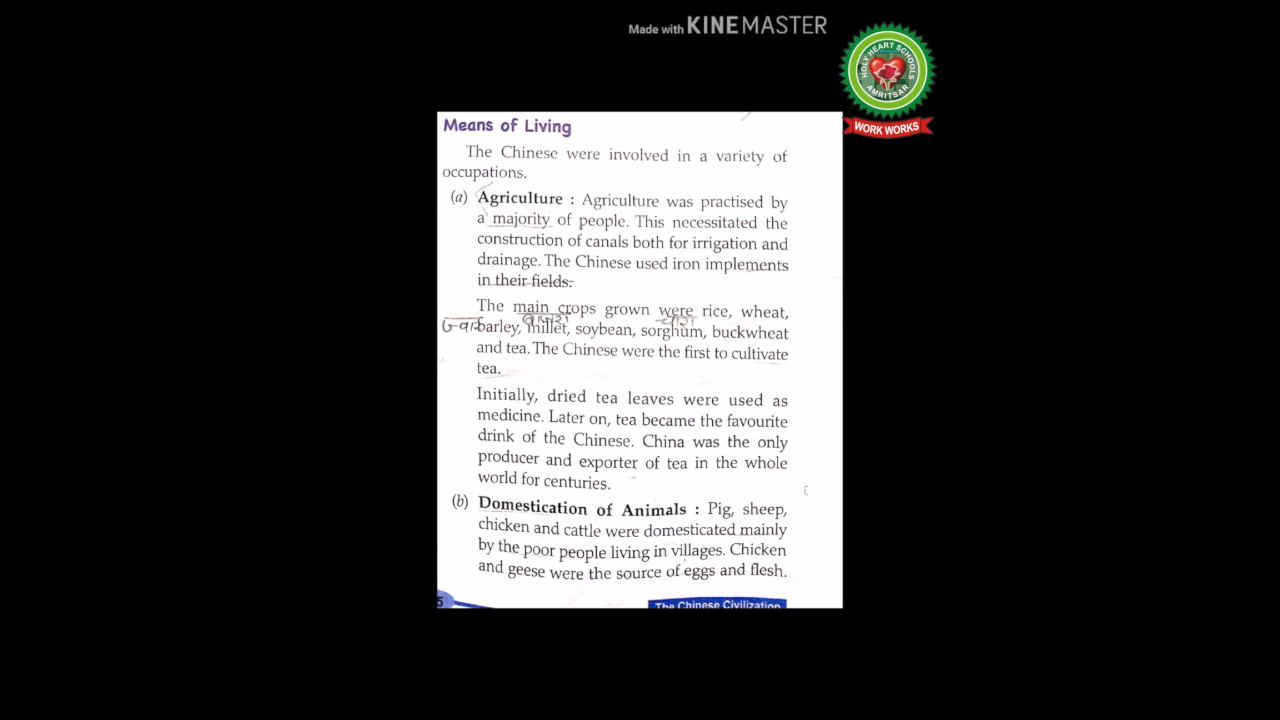 Made with KINEMASTER
HOLY HEART SCHOOLS
AMRITSAR
WORK WORKS
Means of Living
The Chinese were involved in a variety of
occupations.
(a) Agriculture : Agriculture was practised by
a majority of people. This necessitated the
construction of canals both for irrigation and
drainage. The Chinese used iron implements
in their fields.
The main crops grown were rice, wheat,
बाजरा चारा
barley, millet, soybean, sorghum, buckwheat
and tea. The Chinese were the first to cultivate
tea.
Initially, dried tea leaves were used as
medicine. Later on, tea became the favourite
drink of the Chinese. China was the only
producer and exporter of tea in the whole
world for centuries.
(b) Domestication of Animals : Pig, sheep,
chicken and cattle were domesticated mainly
by the poor people living in villages. Chicken
and geese were the source of eggs and flesh.
5
The Chinese Civilization